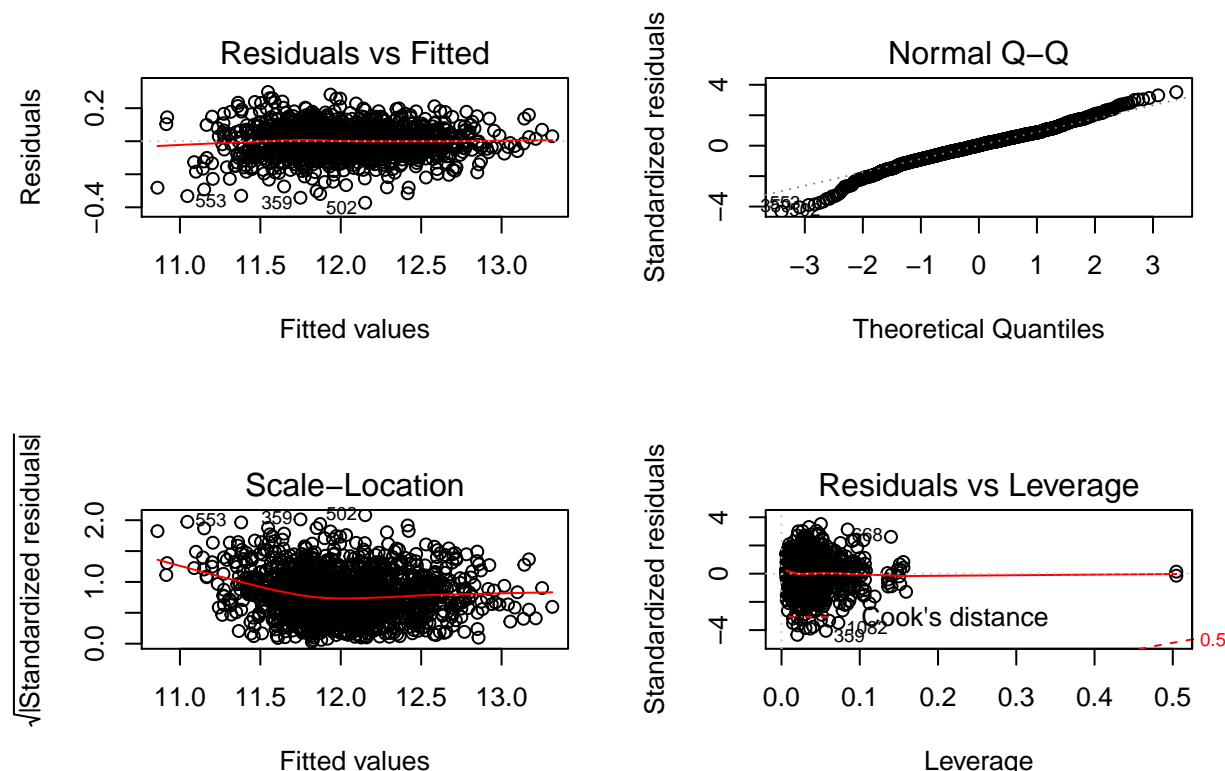 Residuals vs Fitted
Residuals
0.2
−0.4
553
359
502
11.0 11.5 12.0 12.5 13.0
Fitted values
Normal Q−Q
Standardized residuals
4
0
−4
553
−3 −2 −1 0 1 2 3
Theoretical Quantiles
Scale−Location
√|Standardized residuals|
2.0
1.0
0.0
553
359
502
11.0 11.5 12.0 12.5 13.0
Fitted values
Residuals vs Leverage
Standardized residuals
4
0
−4
668
Cook's distance
1082
359
0.5
0.0 0.1 0.2 0.3 0.4 0.5
Leverage